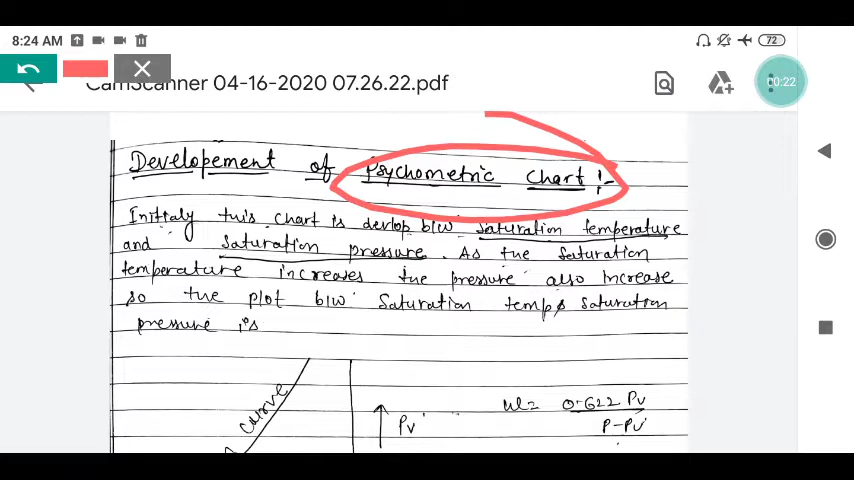 8:24 AM
72
CamScanner 04-16-2020 07.26.22.pdf
00:22
Developement of Psychometric Chart :-
Initialy this chart is devlop b/w saturation temperature
and saturation pressure. As the saturation
temperature increases the pressure also increase
so the plot b/w saturation temp & saturation
pressure is
curve
Pv
w = 0.622 Pv
P-Pv